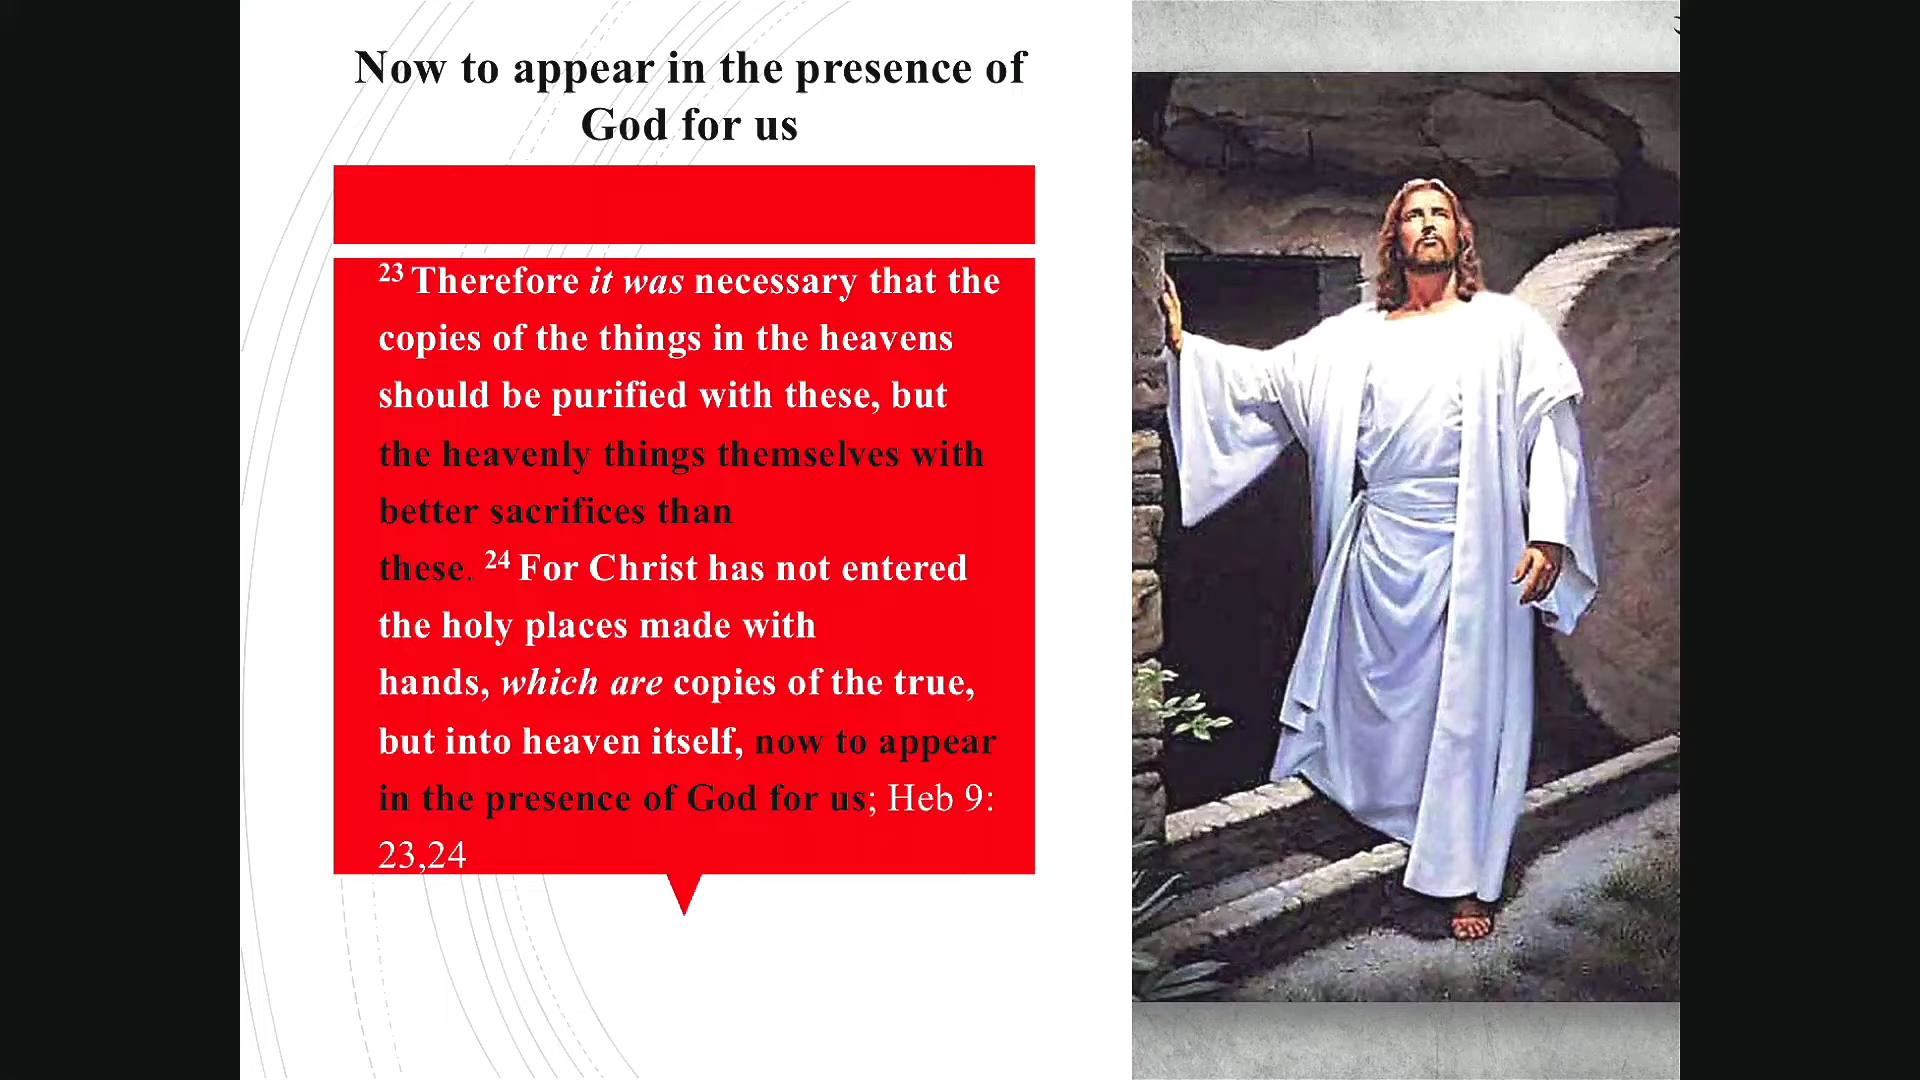 Now to appear in the presence of
God for us
23 Therefore it was necessary that the
copies of the things in the heavens
should be purified with these, but
the heavenly things themselves with
better sacrifices than
these. 24 For Christ has not entered
the holy places made with
hands, which are copies of the true,
but into heaven itself, now to appear
in the presence of God for us; Heb 9:
23,24